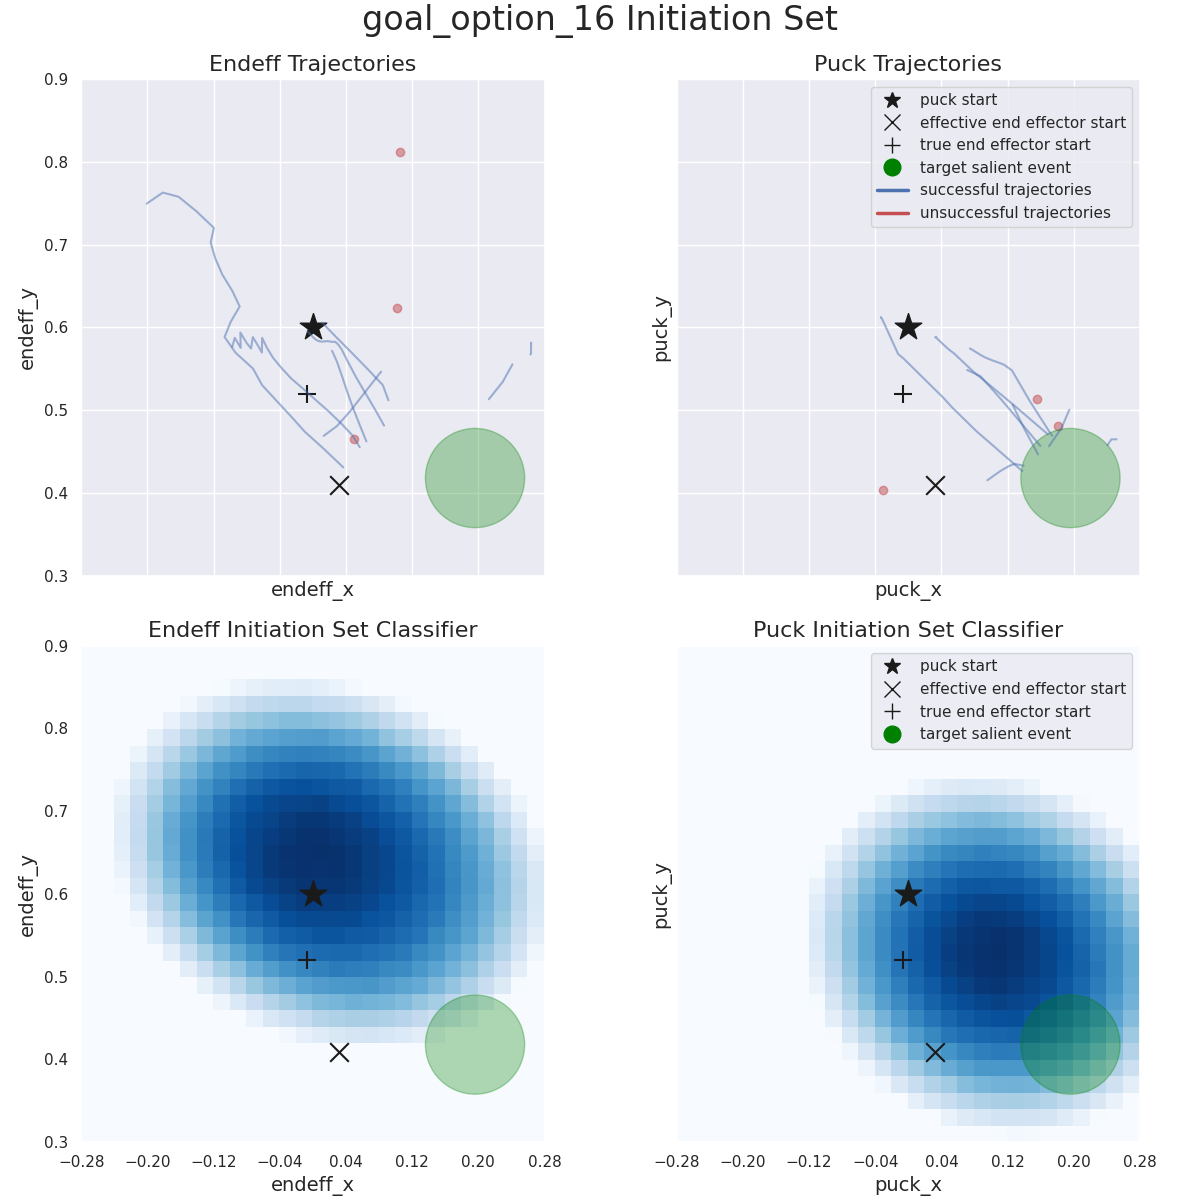 goal_option_16 Initiation Set
Endeff Trajectories
0.9
0.8
0.7
0.6
0.5
0.4
0.3
endeff_y
endeff_x
Puck Trajectories
puck start
effective end effector start
true end effector start
target salient event
successful trajectories
unsuccessful trajectories
puck_y
puck_x
Endeff Initiation Set Classifier
0.9
0.8
0.7
0.6
0.5
0.4
0.3
endeff_y
−0.28 −0.20 −0.12 −0.04 0.04 0.12 0.20 0.28
endeff_x
Puck Initiation Set Classifier
puck start
effective end effector start
true end effector start
target salient event
puck_y
−0.28 −0.20 −0.12 −0.04 0.04 0.12 0.20 0.28
puck_x